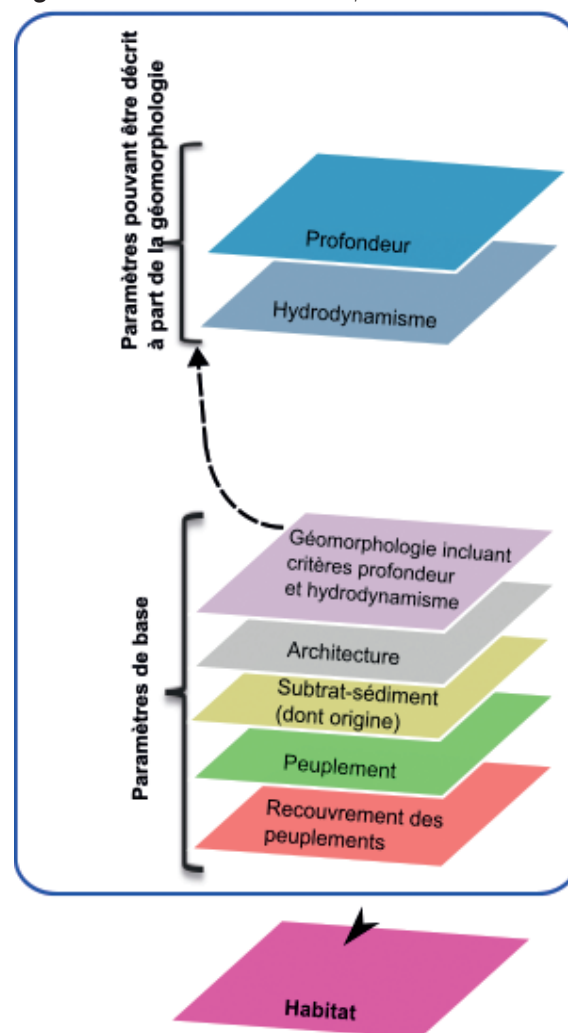 Paramètres pouvant être décrit
à part de la géomorphologie
Profondeur
Hydrodynamisme
Paramètres de base
Géomorphologie incluant
critères profondeur
et hydrodynamisme
Architecture
Subtrat-sédiment
(dont origine)
Peuplement
Recouvrement des
peuplements
Habitat